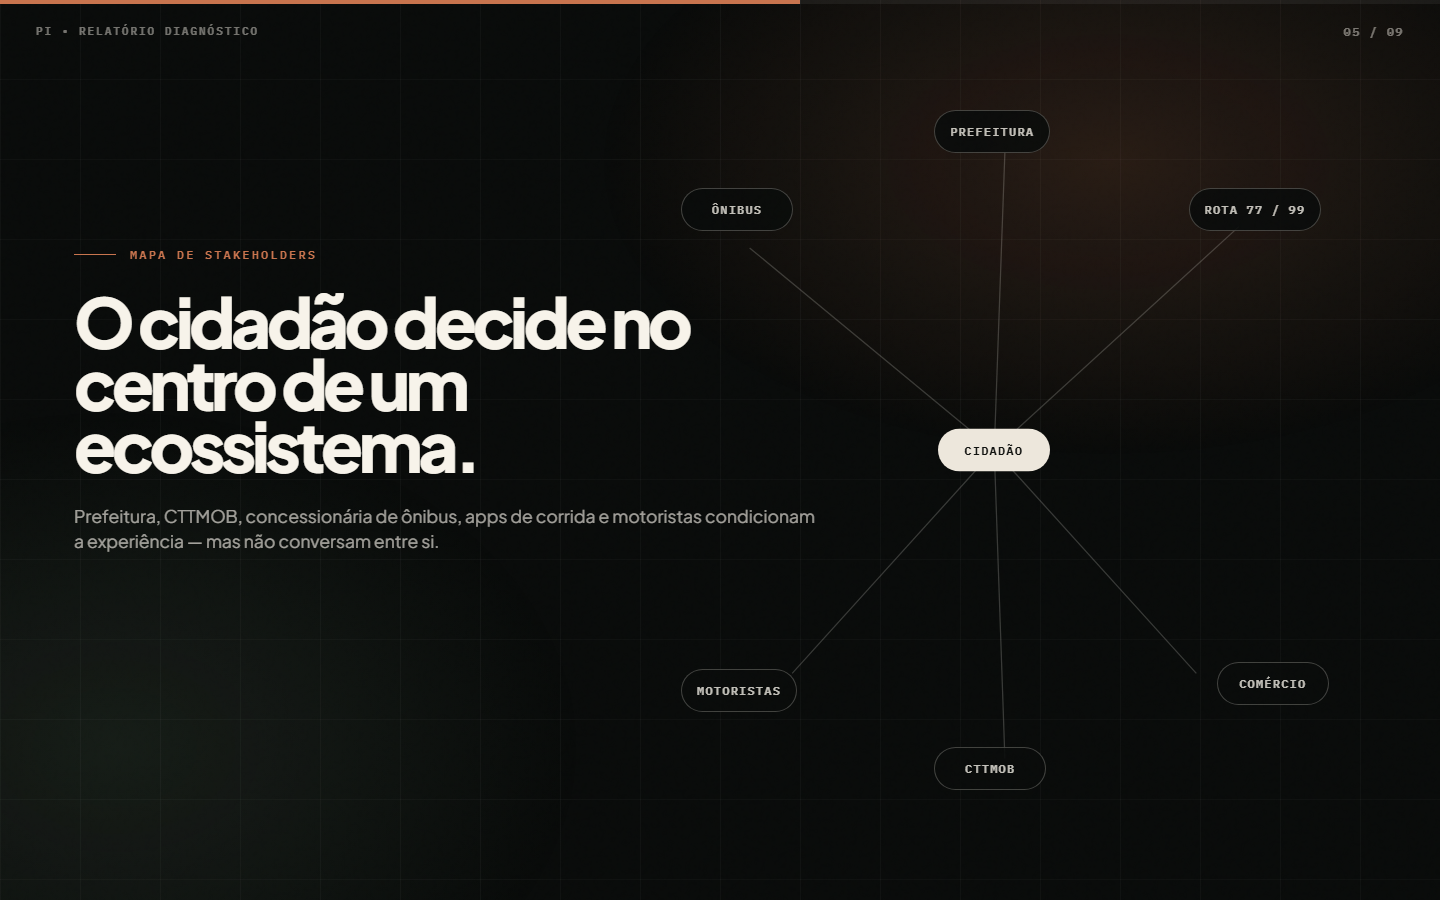 PI • RELATÓRIO DIAGNÓSTICO
05 / 09
PREFEITURA
ÔNIBUS
ROTA 77 / 99
MAPA DE STAKEHOLDERS
O cidadão decide no
centro de um
ecossistema.
CIDADÃO
Prefeitura, CTTMOB, concessionária de ônibus, apps de corrida e motoristas condicionam
a experiência — mas não conversam entre si.
MOTORISTAS
COMÉRCIO
CTTMOB